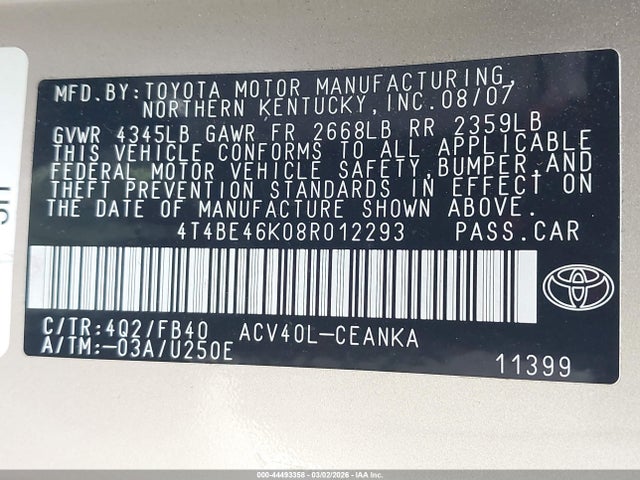 MFD.BY:TOYOTA MOTOR MANUFACTURING,
NORTHERN KENTUCKY,INC.08/07
GVWR 4345LB GAWR FR 2668LB RR 2359LB
THIS VEHICLE CONFORMS TO ALL APPLICABLE
FEDERAL MOTOR VEHICLE SAFETY,BUMPER,AND
THEFT PREVENTION STANDARDS IN EFFECT ON
THE DATE OF MANUFACTURE SHOWN ABOVE.
4T4BE46K08R012293 PASS.CAR
C/TR:4Q2/FB40 ACV40L-CEANKA
A/TM:-03A/U250E
11399
000-44493358 - 03/02/2026 - IAA Inc.